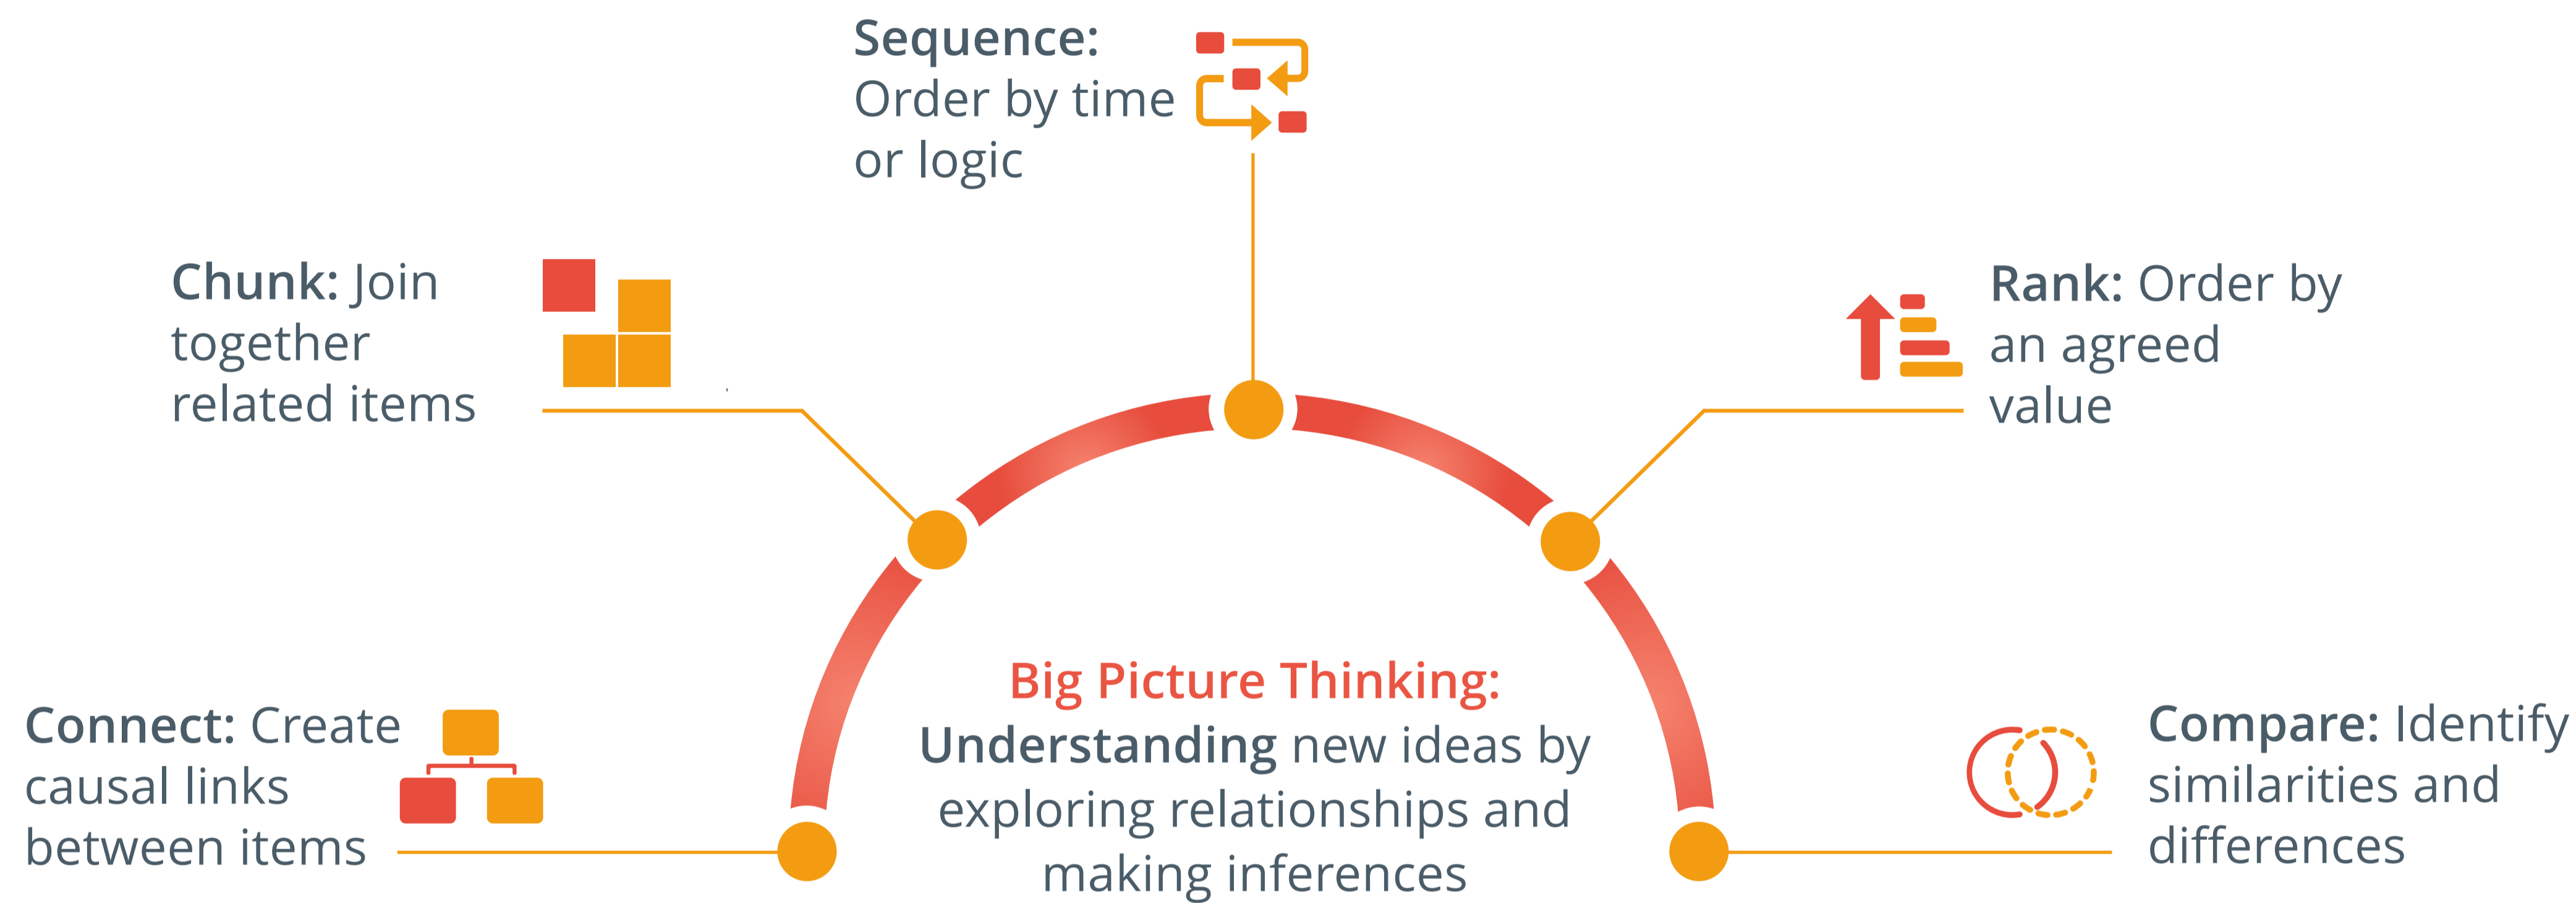 Sequence:
Order by time
or logic
Chunk: Join
together
related items
Rank: Order by
an agreed
value
Connect: Create
causal links
between items
Big Picture Thinking:
Understanding new ideas by
exploring relationships and
making inferences
Compare: Identify
similarities and
differences